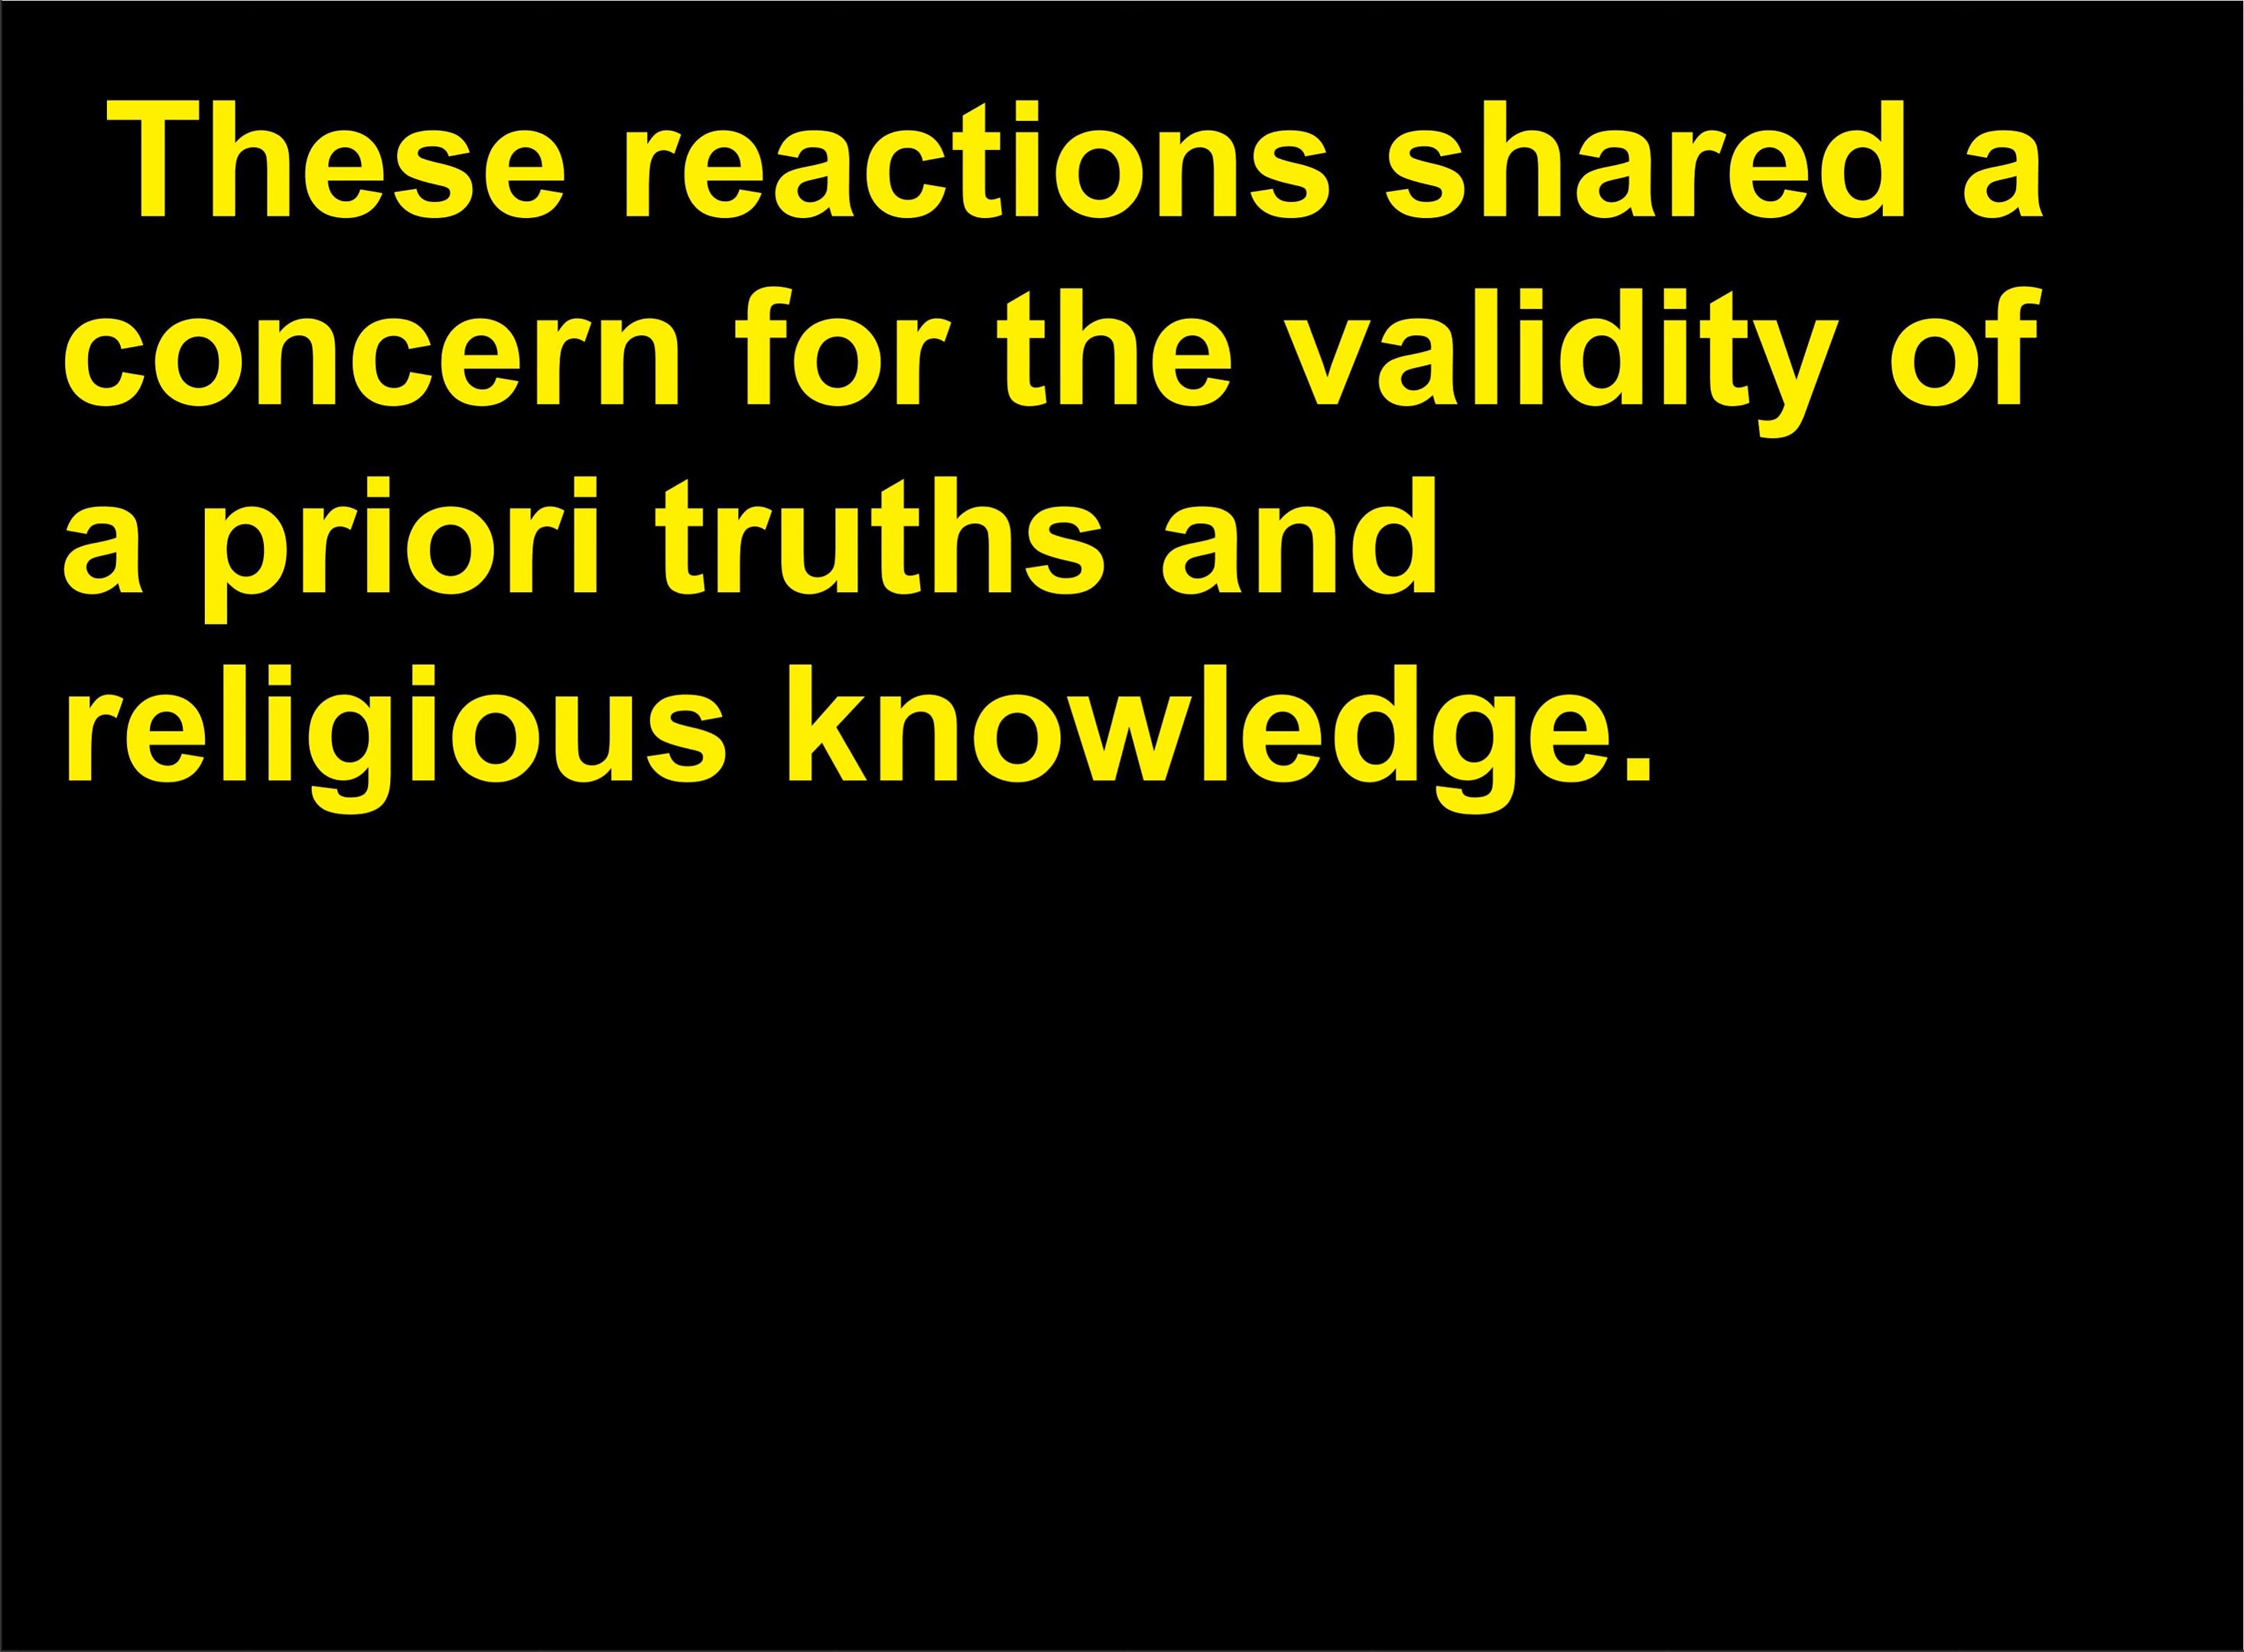 These reactions shared a
concern for the validity of
a priori truths and
religious knowledge.